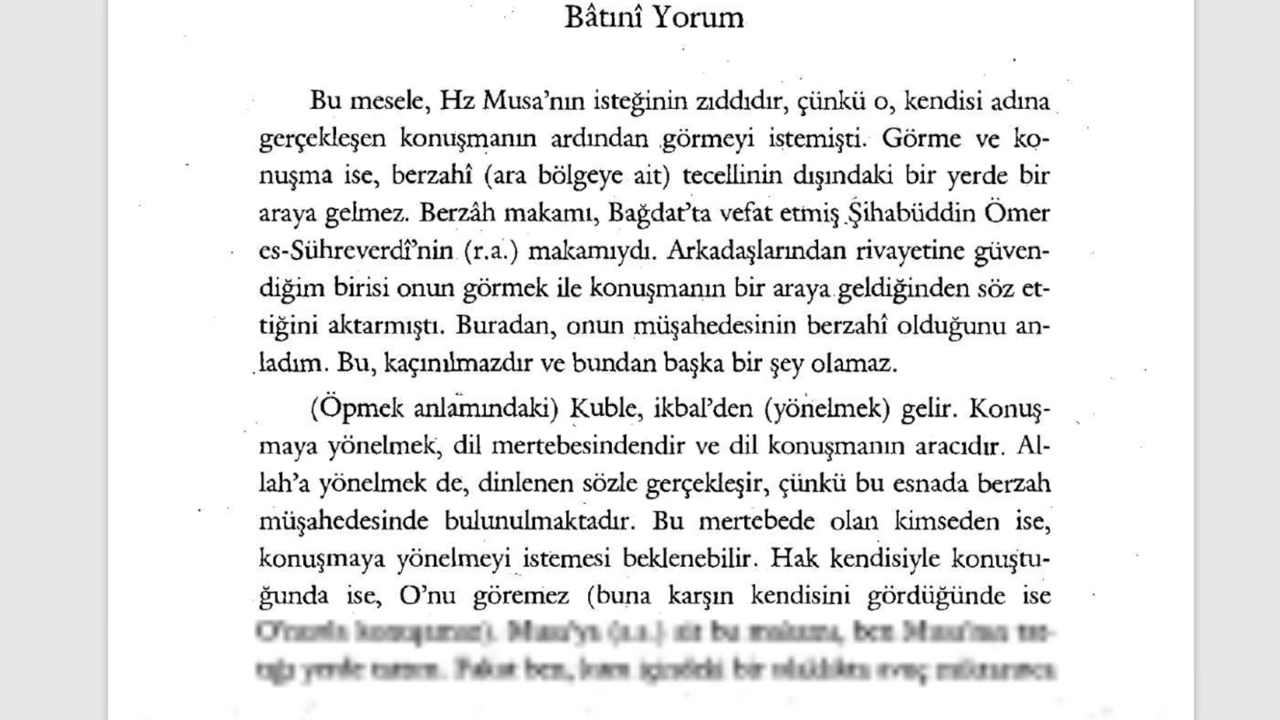 Bâtınî Yorum
Bu mesele, Hz Musa'nın isteğinin zıddıdır, çünkü o, kendisi adına
gerçekleşen konuşmanın ardından görmeyi istemişti. Görme ve ko-
nuşma ise, berzahî (ara bölgeye ait) tecellinin dışındaki bir yerde bir
araya gelmez. Berzâh makamı, Bağdat'ta vefat etmiş Şihabüddin Ömer
es-Sühreverdî'nin (r.a.) makamıydı. Arkadaşlarından rivayetine güven-
diğim birisi onun görmek ile konuşmanın bir araya geldiğinden söz et-
tiğini aktarmıştı. Buradan, onun müşahedesinin berzahî olduğunu an-
ladım. Bu, kaçınılmazdır ve bundan başka bir şey olamaz.
(Öpmek anlamındaki) Kuble, ikbal'den (yönelmek) gelir. Konuş-
maya yönelmek, dil mertebesindendir ve dil konuşmanın aracıdır. Al-
lah'a yönelmek de, dinlenen sözle gerçekleşir, çünkü bu esnada berzah
müşahedesinde bulunulmaktadır. Bu mertebede olan kimseden ise,
konuşmaya yönelmeyi istemesi beklenebilir. Hak kendisiyle konuştu-
ğunda ise, O'nu göremez (buna karşın kendisini gördüğünde ise